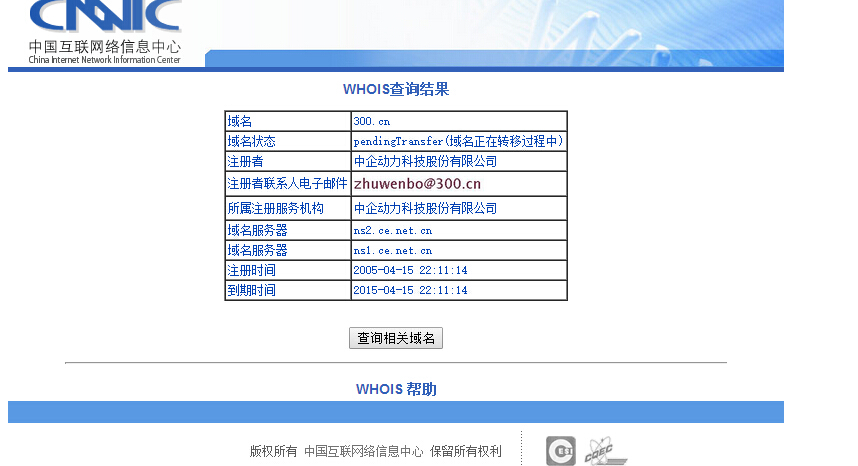 CNNIC
中国互联网络信息中心
China Internet Network Information Center
WHOIS查询结果
域名 300.cn
域名状态 pendingTransfer(域名正在转移过程中)
注册者 中企动力科技股份有限公司
注册者联系人电子邮件 zhuwenbo@300.cn
所属注册服务机构 中企动力科技股份有限公司
域名服务器 ns2.ce.net.cn
域名服务器 ns1.ce.net.cn
注册时间 2005-04-15 22:11:14
到期时间 2015-04-15 22:11:14
查询相关域名
WHOIS 帮助
版权所有 中国互联网络信息中心 保留所有权利
CQEC